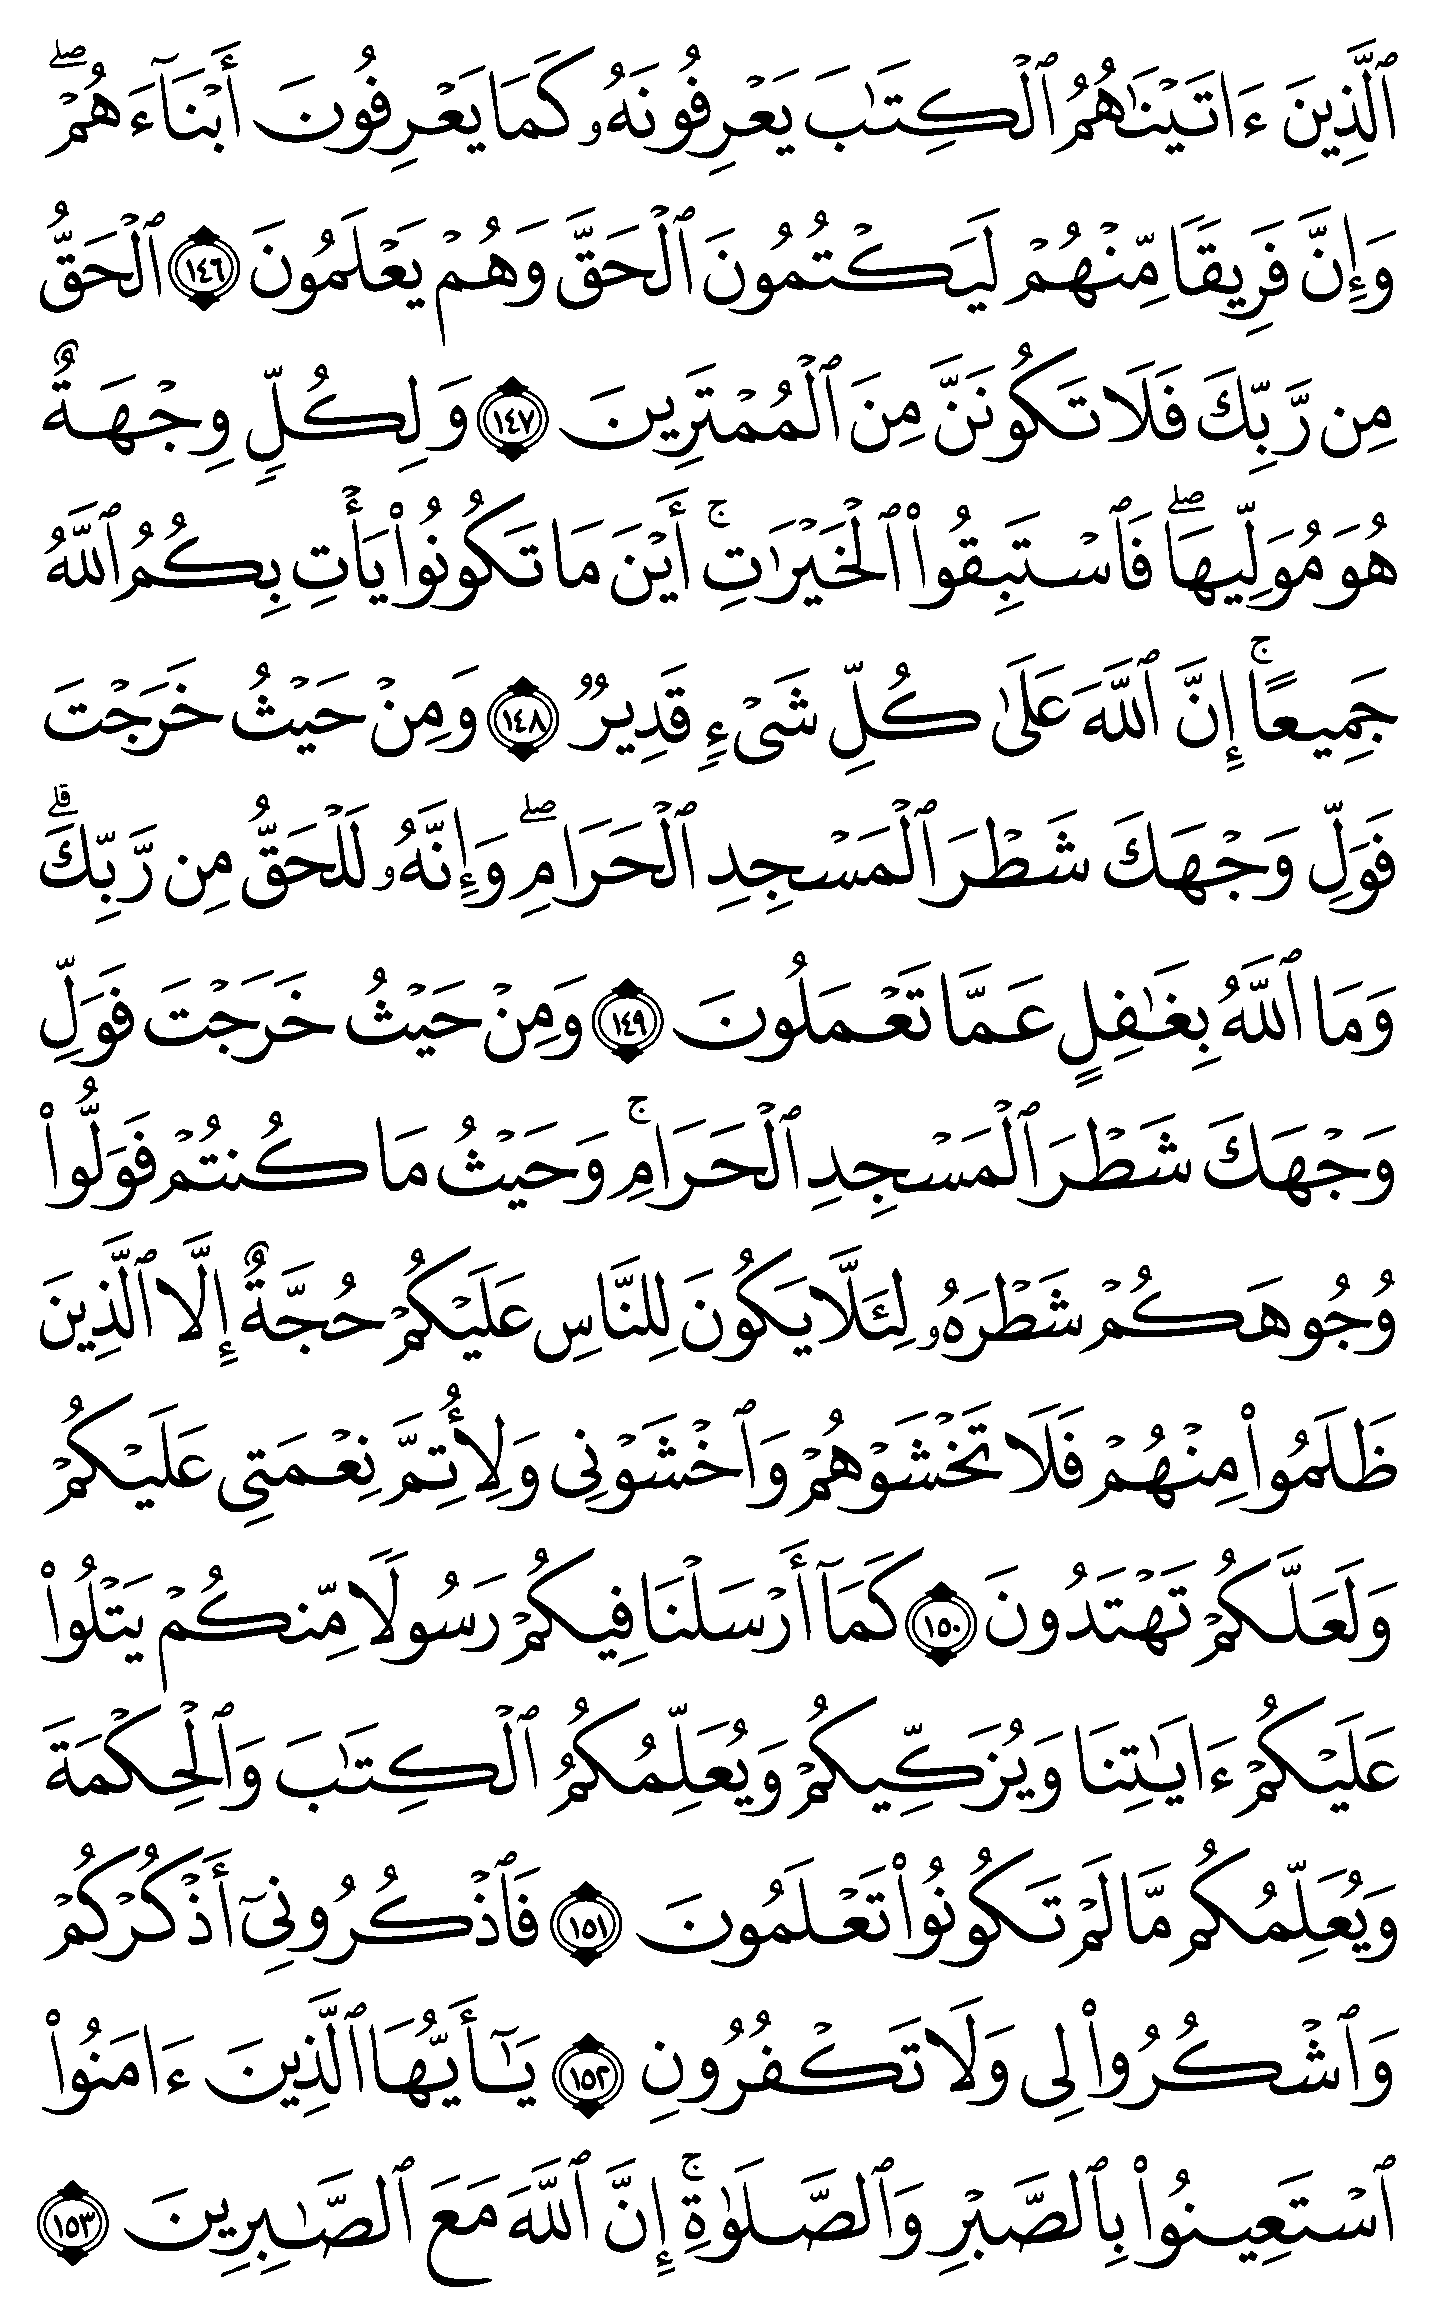 ٱلَّذِينَ ءَاتَيۡنَٰهُمُ ٱلۡكِتَٰبَ يَعۡرِفُونَهُۥ كَمَا يَعۡرِفُونَ أَبۡنَآءَهُمۡۖ
وَإِنَّ فَرِيقٗا مِّنۡهُمۡ لَيَكۡتُمُونَ ٱلۡحَقَّ وَهُمۡ يَعۡلَمُونَ ١٤٦ ٱلۡحَقُّ
مِن رَّبِّكَ فَلَا تَكُونَنَّ مِنَ ٱلۡمُمۡتَرِينَ ١٤٧ وَلِكُلّٖ وِجۡهَةٌ
هُوَ مُوَلِّيهَاۖ فَٱسۡتَبِقُواْ ٱلۡخَيۡرَٰتِۚ أَيۡنَ مَا تَكُونُواْ يَأۡتِ بِكُمُ ٱللَّهُ
جَمِيعًاۚ إِنَّ ٱللَّهَ عَلَىٰ كُلِّ شَيۡءٖ قَدِيرٞ ١٤٨ وَمِنۡ حَيۡثُ خَرَجۡتَ
فَوَلِّ وَجۡهَكَ شَطۡرَ ٱلۡمَسۡجِدِ ٱلۡحَرَامِۖ وَإِنَّهُۥ لَلۡحَقُّ مِن رَّبِّكَۗ
وَمَا ٱللَّهُ بِغَٰفِلٍ عَمَّا تَعۡمَلُونَ ١٤٩ وَمِنۡ حَيۡثُ خَرَجۡتَ فَوَلِّ
وَجۡهَكَ شَطۡرَ ٱلۡمَسۡجِدِ ٱلۡحَرَامِۚ وَحَيۡثُ مَا كُنتُمۡ فَوَلُّواْ
وُجُوهَكُمۡ شَطۡرَهُۥ لِئَلَّا يَكُونَ لِلنَّاسِ عَلَيۡكُمۡ حُجَّةٌ إِلَّا ٱلَّذِينَ
ظَلَمُواْ مِنۡهُمۡ فَلَا تَخۡشَوۡهُمۡ وَٱخۡشَوۡنِي وَلِأُتِمَّ نِعۡمَتِي عَلَيۡكُمۡ
وَلَعَلَّكُمۡ تَهۡتَدُونَ ١٥٠ كَمَآ أَرۡسَلۡنَا فِيكُمۡ رَسُولٗا مِّنكُمۡ يَتۡلُواْ
عَلَيۡكُمۡ ءَايَٰتِنَا وَيُزَكِّيكُمۡ وَيُعَلِّمُكُمُ ٱلۡكِتَٰبَ وَٱلۡحِكۡمَةَ
وَيُعَلِّمُكُم مَّا لَمۡ تَكُونُواْ تَعۡلَمُونَ ١٥١ فَٱذۡكُرُونِيٓ أَذۡكُرۡكُمۡ
وَٱشۡكُرُواْ لِي وَلَا تَكۡفُرُونِ ١٥٢ يَٰٓأَيُّهَا ٱلَّذِينَ ءَامَنُواْ
ٱسۡتَعِينُواْ بِٱلصَّبۡرِ وَٱلصَّلَوٰةِۚ إِنَّ ٱللَّهَ مَعَ ٱلصَّٰبِرِينَ ١٥٣